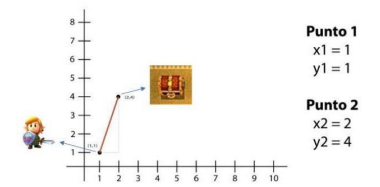 8
7
6
5
4
3
2
1
(2,4)
(1,1)
1 2 3 4 5 6 7 8 9 10
Punto 1
x1 = 1
y1 = 1
Punto 2
x2 = 2
y2 = 4